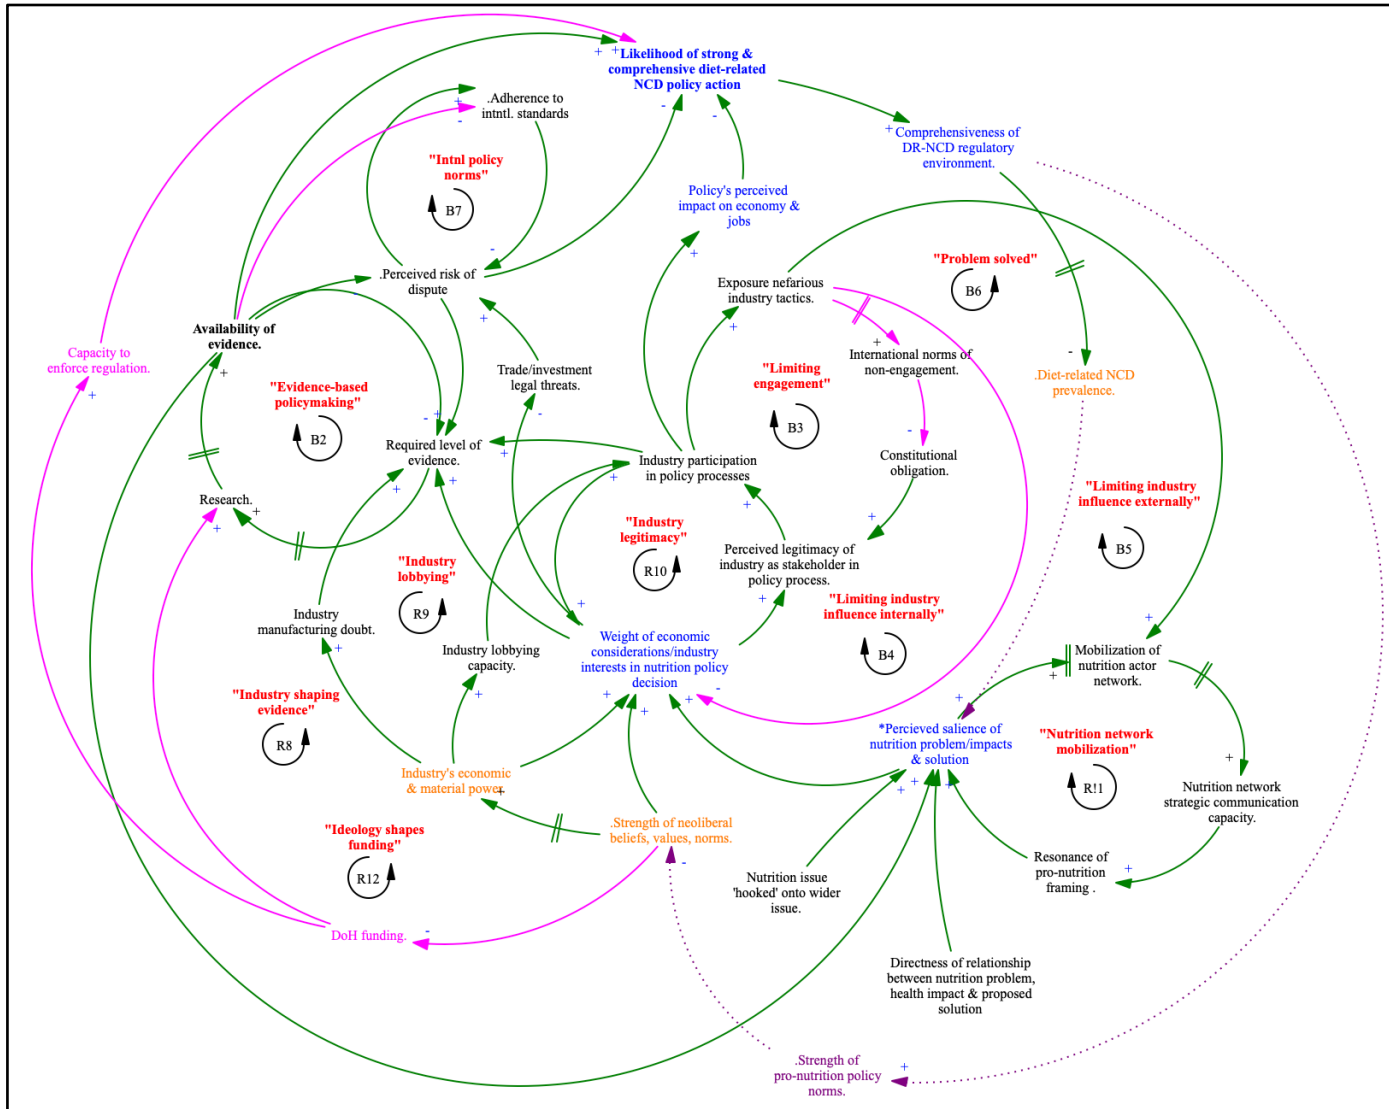 Likelihood of strong &
comprehensive diet-related
NCD policy action
.Adherence to
intntl. standards
Comprehensiveness of
DR-NCD regulatory
environment.
"Intnl policy
norms"
B7
Policy's perceived
impact on economy &
jobs
"Problem solved"
B6
.Perceived risk of
dispute
Exposure nefarious
industry tactics.
Availability of
evidence.
Capacity to
enforce regulation.
International norms of
non-engagement.
Trade/investment
legal threats.
.Diet-related NCD
prevalence.
"Evidence-based
policymaking"
B2
"Limiting
engagement"
B3
Required level of
evidence.
Industry participation
in policy processes
Constitutional
obligation.
Research.
"Limiting industry
influence externally"
B5
"Industry
legitimacy"
R10
Perceived legitimacy of
industry as stakeholder in
policy process.
"Industry
lobbying"
R9
"Limiting industry
influence internally"
B4
Industry
manufacturing doubt.
Industry lobbying
capacity.
Weight of economic
considerations/industry
interests in nutrition policy
decision
Mobilization of
nutrition actor
network.
"Industry shaping
evidence"
R8
*Percieved salience of
nutrition problem/impacts
& solution
"Nutrition network
mobilization"
R!1
Industry's economic
& material power.
Nutrition network
strategic communication
capacity.
.Strength of neoliberal
beliefs, values, norms.
"Ideology shapes
funding"
R12
Resonance of
pro-nutrition
framing .
Nutrition issue
'hooked' onto wider
issue.
DoH funding.
Directness of relationship
between nutrition problem,
health impact & proposed
solution
.Strength of
pro-nutrition policy
norms.